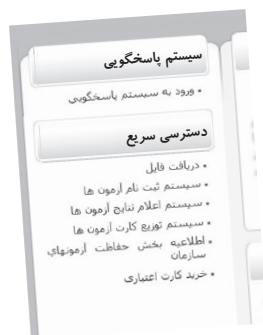 سیستم پاسخگویی
• ورود به سیستم پاسخگویی
دسترسی سریع
• دریافت فایل
• سیستم ثبت نام آزمون ها
• سیستم اعلام نتایج آزمون ها
• سیستم توزیع کارت آزمون ها
• اطلاعیه بخش حفاظت آزمونهای
سازمان
• خرید کارت اعتباری